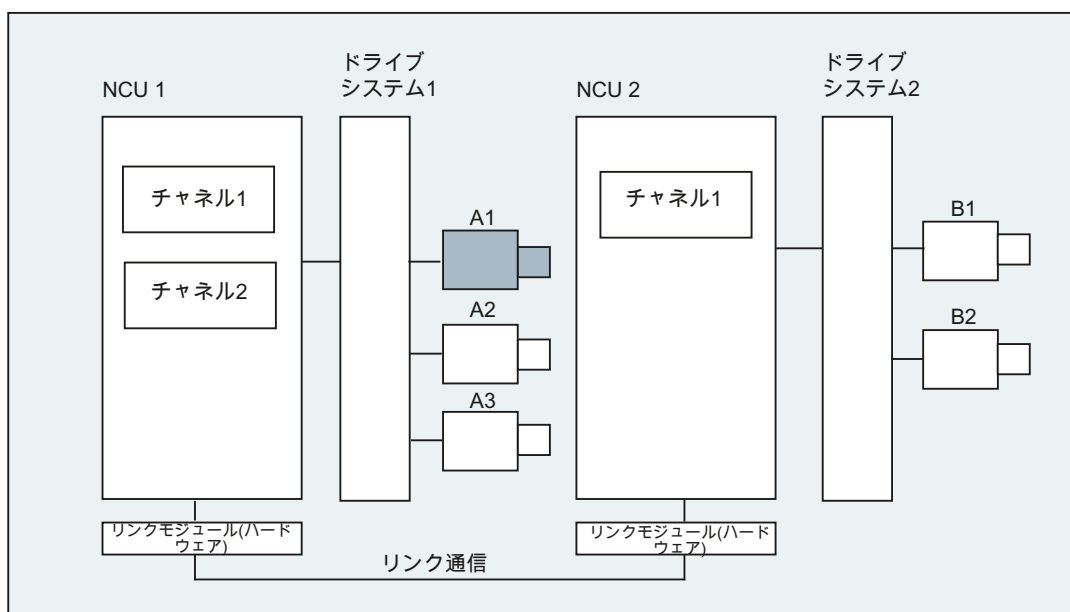 NCU 1
ドライブ
システム1
チャネル1
チャネル2
A1
A2
A3
リンクモジュール(ハード
ウェア)
NCU 2
ドライブ
システム2
チャネル1
B1
B2
リンクモジュール(ハード
ウェア)
リンク通信